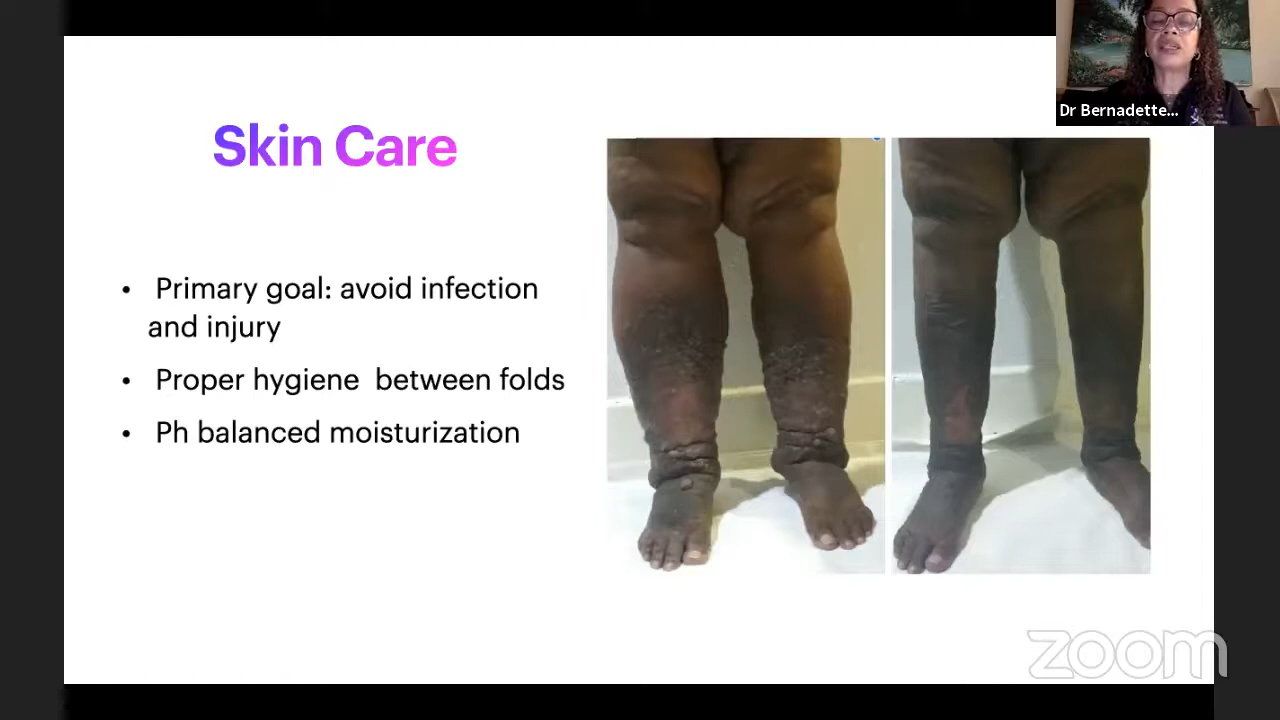 Dr Bernadette...
Skin Care
• Primary goal: avoid infection
and injury
• Proper hygiene between folds
• Ph balanced moisturization
zoom